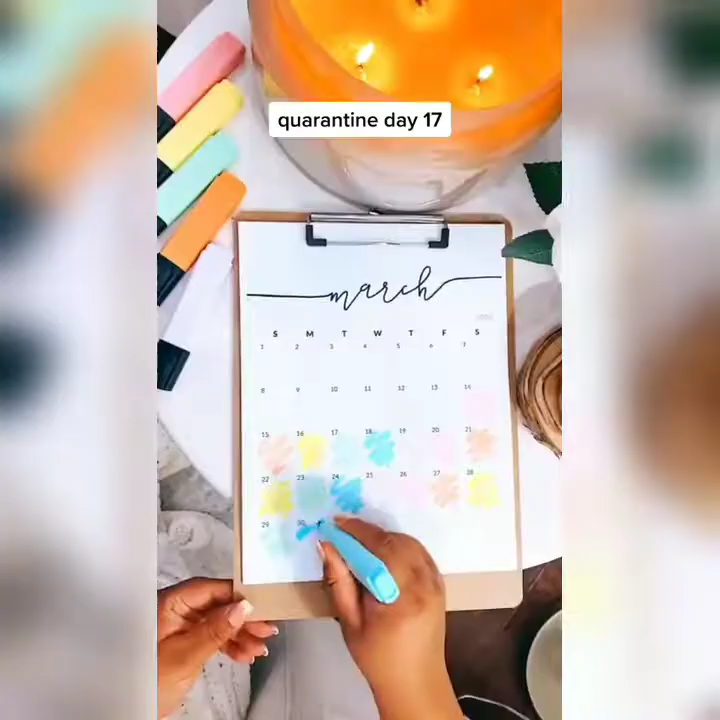 quarantine day 17
march
S M T W T F S
1 2 3 4 5 6 7
8 9 10 11 12 13 14
15 16 17 18 19 20 21
22 23 24 25 26 27 28
29 30